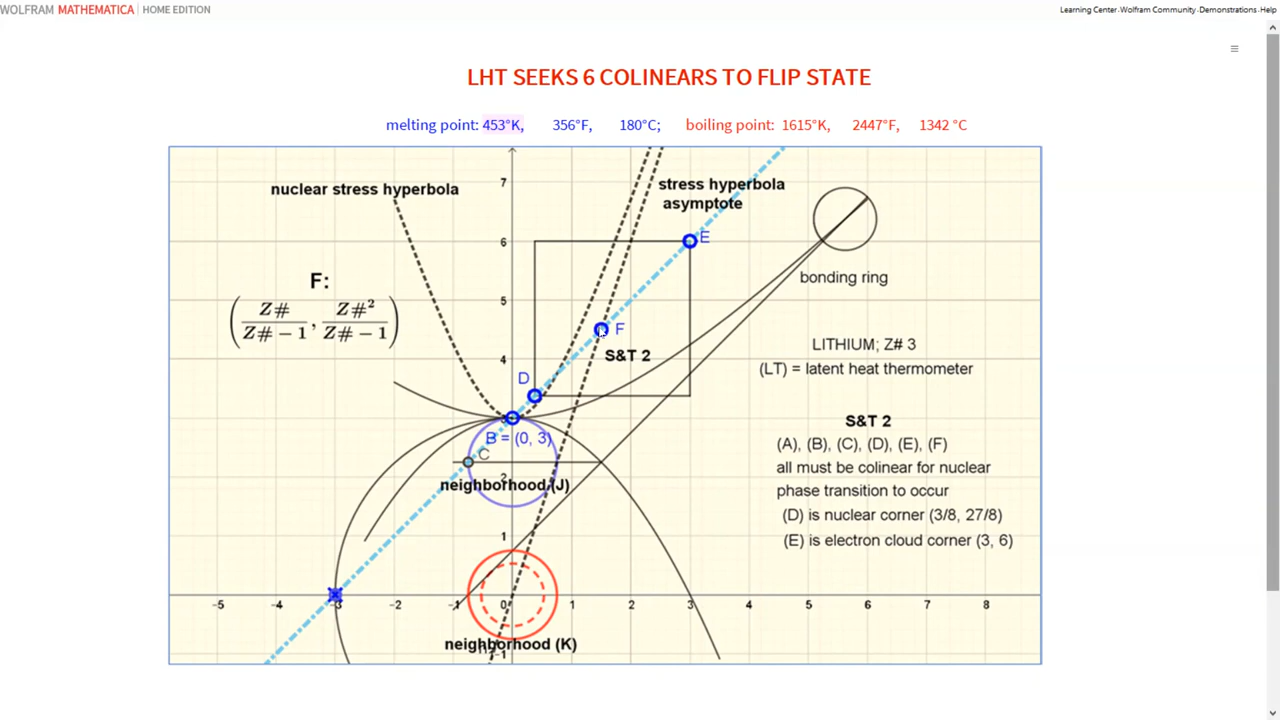 WOLFRAM MATHEMATICA | HOME EDITION
Learning Center · Wolfram Community · Demonstrations · Help
LHT SEEKS 6 COLINEARS TO FLIP STATE
melting point: 453°K, 356°F, 180°C; boiling point: 1615°K, 2447°F, 1342 °C
7
nuclear stress hyperbola
stress hyperbola
asymptote
E
6
bonding ring
F:
(Z#/Z# − 1, Z#²/Z# − 1)
5
F
S&T 2
4
LITHIUM; Z# 3
(LT) = latent heat thermometer
D
S&T 2
B = (0, 3)
(A), (B), (C), (D), (E), (F)
C
all must be colinear for nuclear
2
neighborhood (J)
phase transition to occur
(D) is nuclear corner (3/8, 27/8)
1
(E) is electron cloud corner (3, 6)
-5 -4 -3 -2 -1 0 1 2 3 4 5 6 7 8
neighborhood (K)
-1